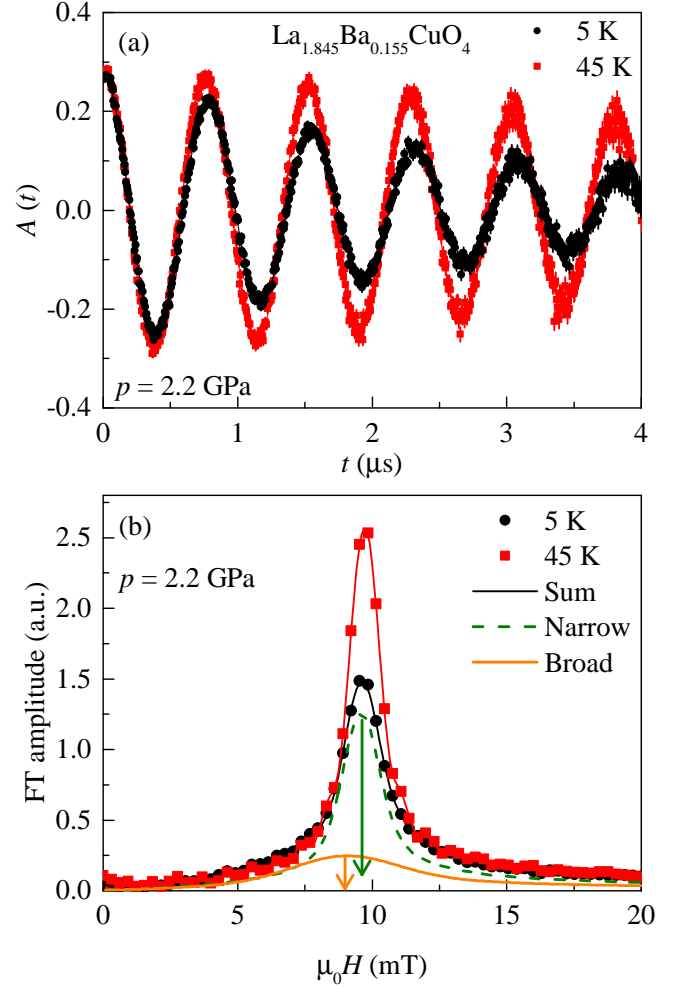 (a)
La1.845Ba0.155CuO4
5 K
45 K
0.4
0.2
0.0
-0.2
-0.4
A (t)
p = 2.2 GPa
0 1 2 3 4
t (μs)
(b)
5 K
45 K
p = 2.2 GPa
Sum
Narrow
Broad
2.5
2.0
1.5
1.0
0.5
0.0
FT amplitude (a.u.)
0 5 10 15 20
μ0H (mT)